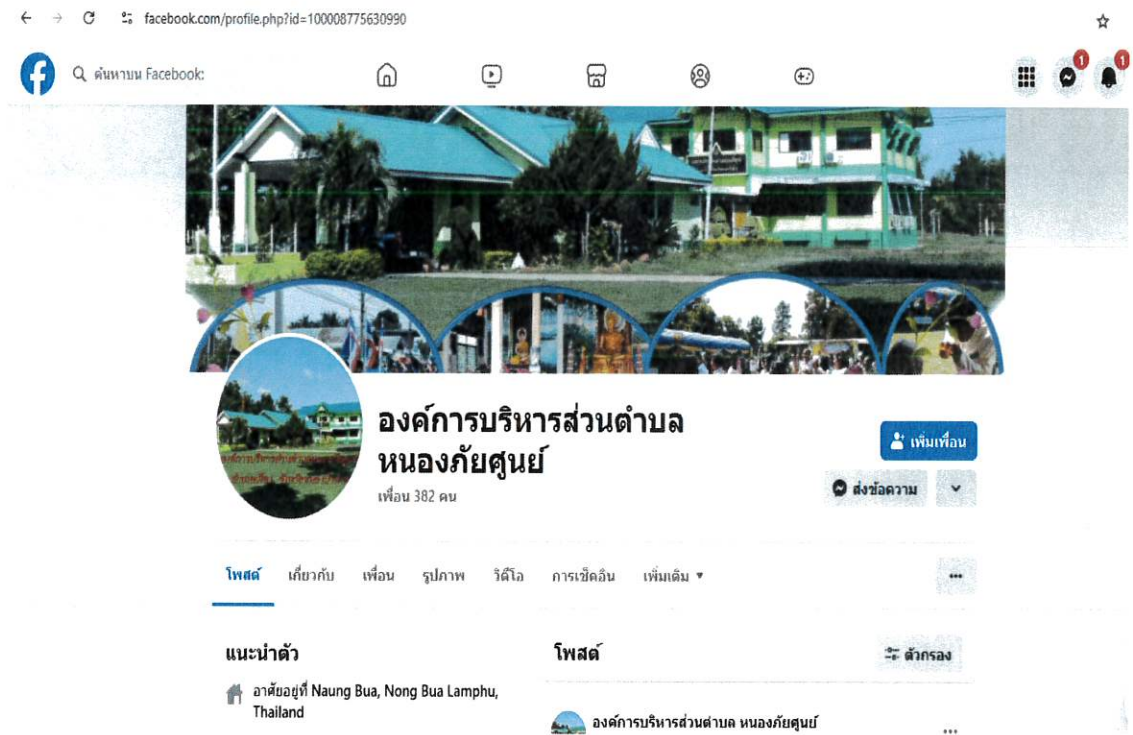 facebook.com/profile.php?id=100008775630990
ค้นหาบน Facebook:
1
1
องค์การบริหารส่วนตำบล
หนองภัยศูนย์
เพื่อน 382 คน
เพิ่มเพื่อน
ส่งข้อความ
โพสต์ เกี่ยวกับ เพื่อน รูปภาพ วิดีโอ การเช็คอิน เพิ่มเติม
แนะนำตัว
อาศัยอยู่ที่ Naung Bua, Nong Bua Lamphu,
Thailand
โพสต์
ตัวกรอง
องค์การบริหารส่วนตำบล หนองภัยศูนย์